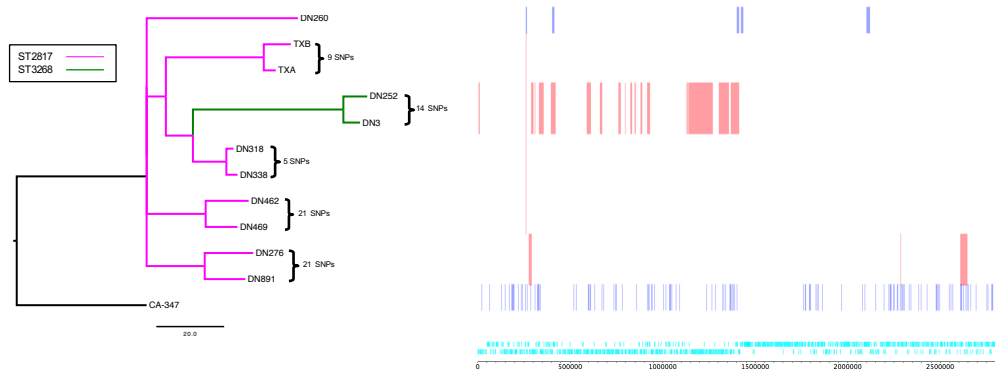 DN260
TXB
ST2817
9 SNPs
ST3268
TXA
DN252
14 SNPs
DN3
DN318
5 SNPs
DN338
DN462
21 SNPs
DN469
DN276
21 SNPs
DN891
CA-347
20.0
0 500000 1000000 1500000 2000000 2500000